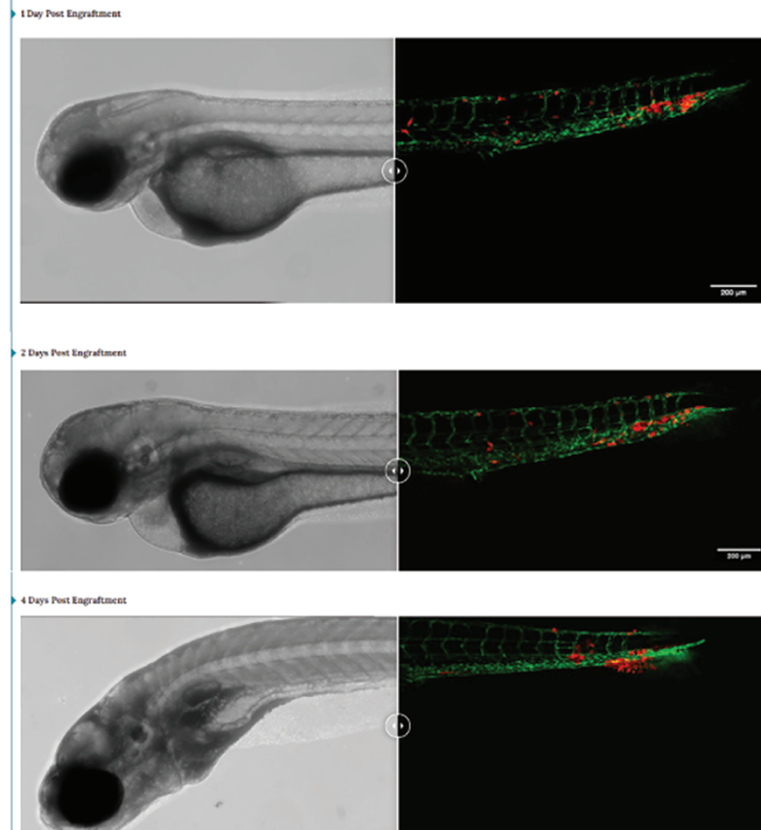 1 Day Post Engraftment
200 µm
2 Days Post Engraftment
200 µm
4 Days Post Engraftment